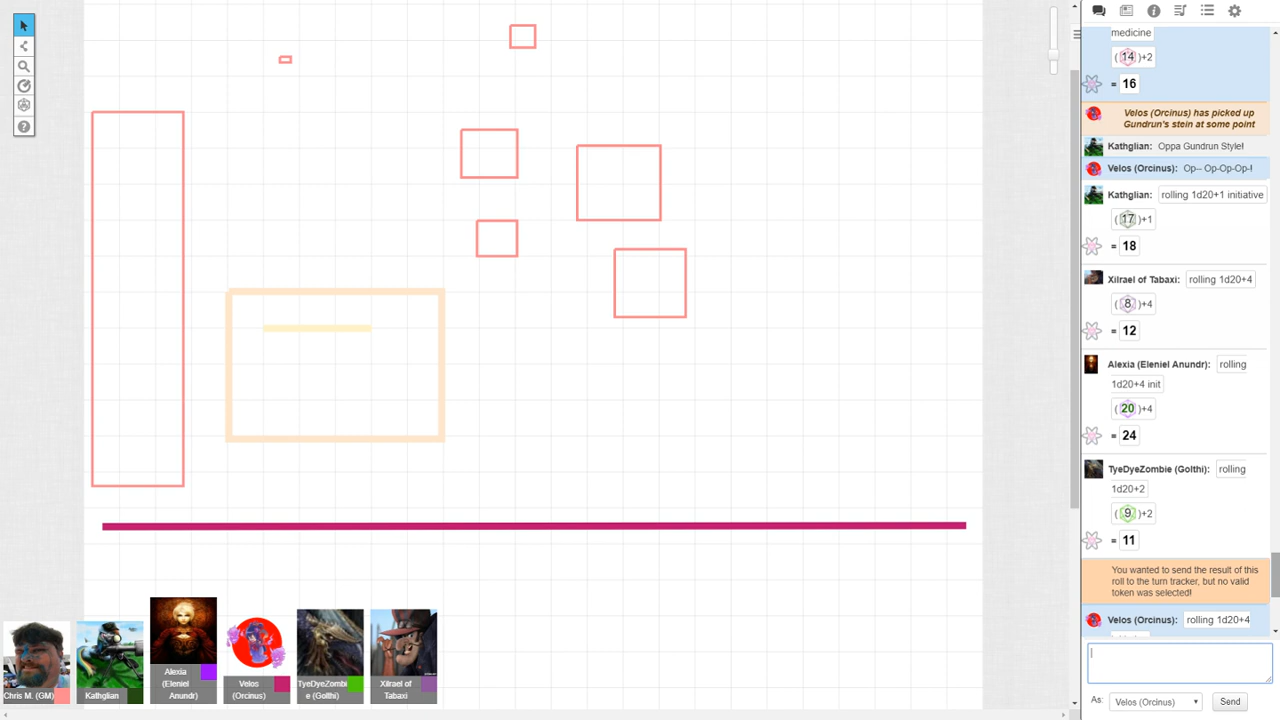 medicine
(14)+2
= 16
Velos (Orcinus) has picked up
Gundrun's stein at some point
Kathglian: Oppa Gundrun Style!
Velos (Orcinus): Op-- Op-Op-Op-!
Kathglian: rolling 1d20+1 initiative
(17)+1
= 18
Xilrael of Tabaxi: rolling 1d20+4
(8)+4
= 12
Alexia (Eleniel Anundr): rolling
1d20+4 init
(20)+4
= 24
TyeDyeZombie (Golthi): rolling
1d20+2
(9)+2
= 11
You wanted to send the result of this
roll to the turn tracker, but no valid
token was selected!
Velos (Orcinus): rolling 1d20+4
As: Velos (Orcinus) Send
Chris M. (GM)
Kathglian
Alexia
(Eleniel
Anundr)
Velos
(Orcinus)
TyeDyeZombi
e (Golthi)
Xilrael of
Tabaxi